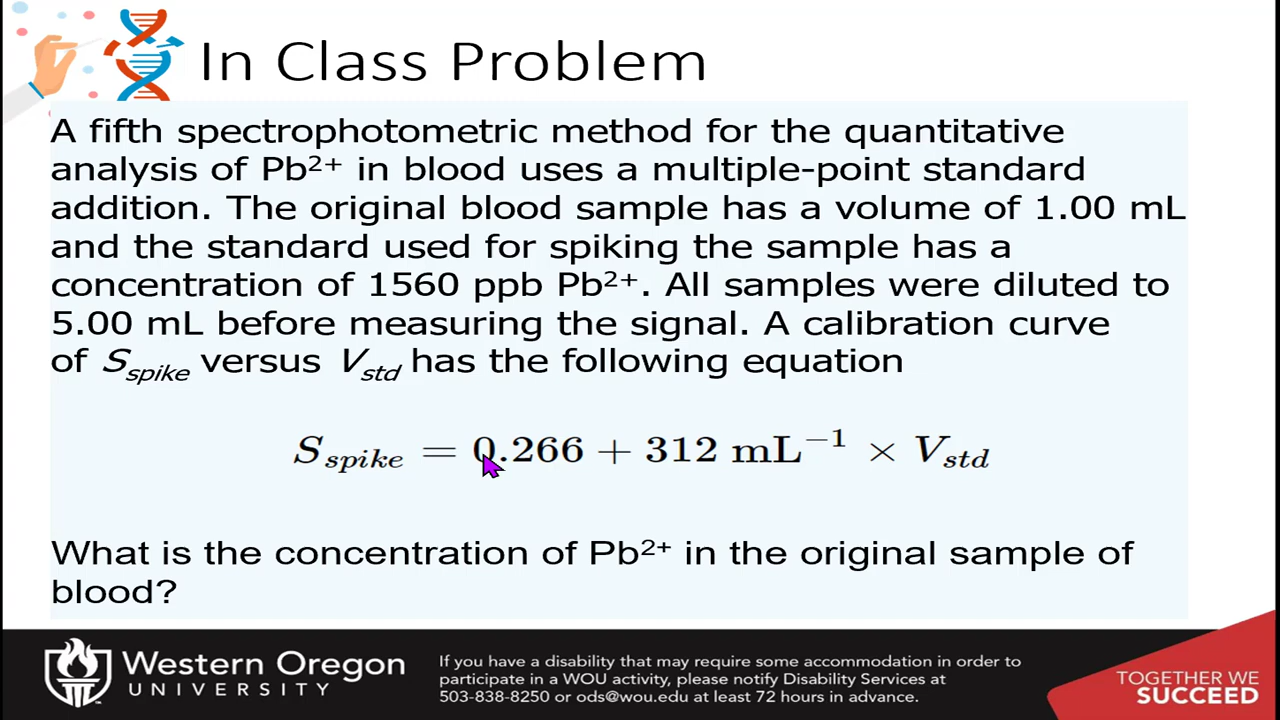 In Class Problem
A fifth spectrophotometric method for the quantitative
analysis of Pb²⁺ in blood uses a multiple-point standard
addition. The original blood sample has a volume of 1.00 mL
and the standard used for spiking the sample has a
concentration of 1560 ppb Pb²⁺. All samples were diluted to
5.00 mL before measuring the signal. A calibration curve
of S_spike versus V_std has the following equation
S_spike = 0.266 + 312 mL⁻¹ × V_std
What is the concentration of Pb²⁺ in the original sample of
blood?
Western Oregon
UNIVERSITY
If you have a disability that may require some accommodation in order to
participate in a WOU activity, please notify Disability Services at
503-838-8250 or ods@wou.edu at least 72 hours in advance.
TOGETHER WE
SUCCEED